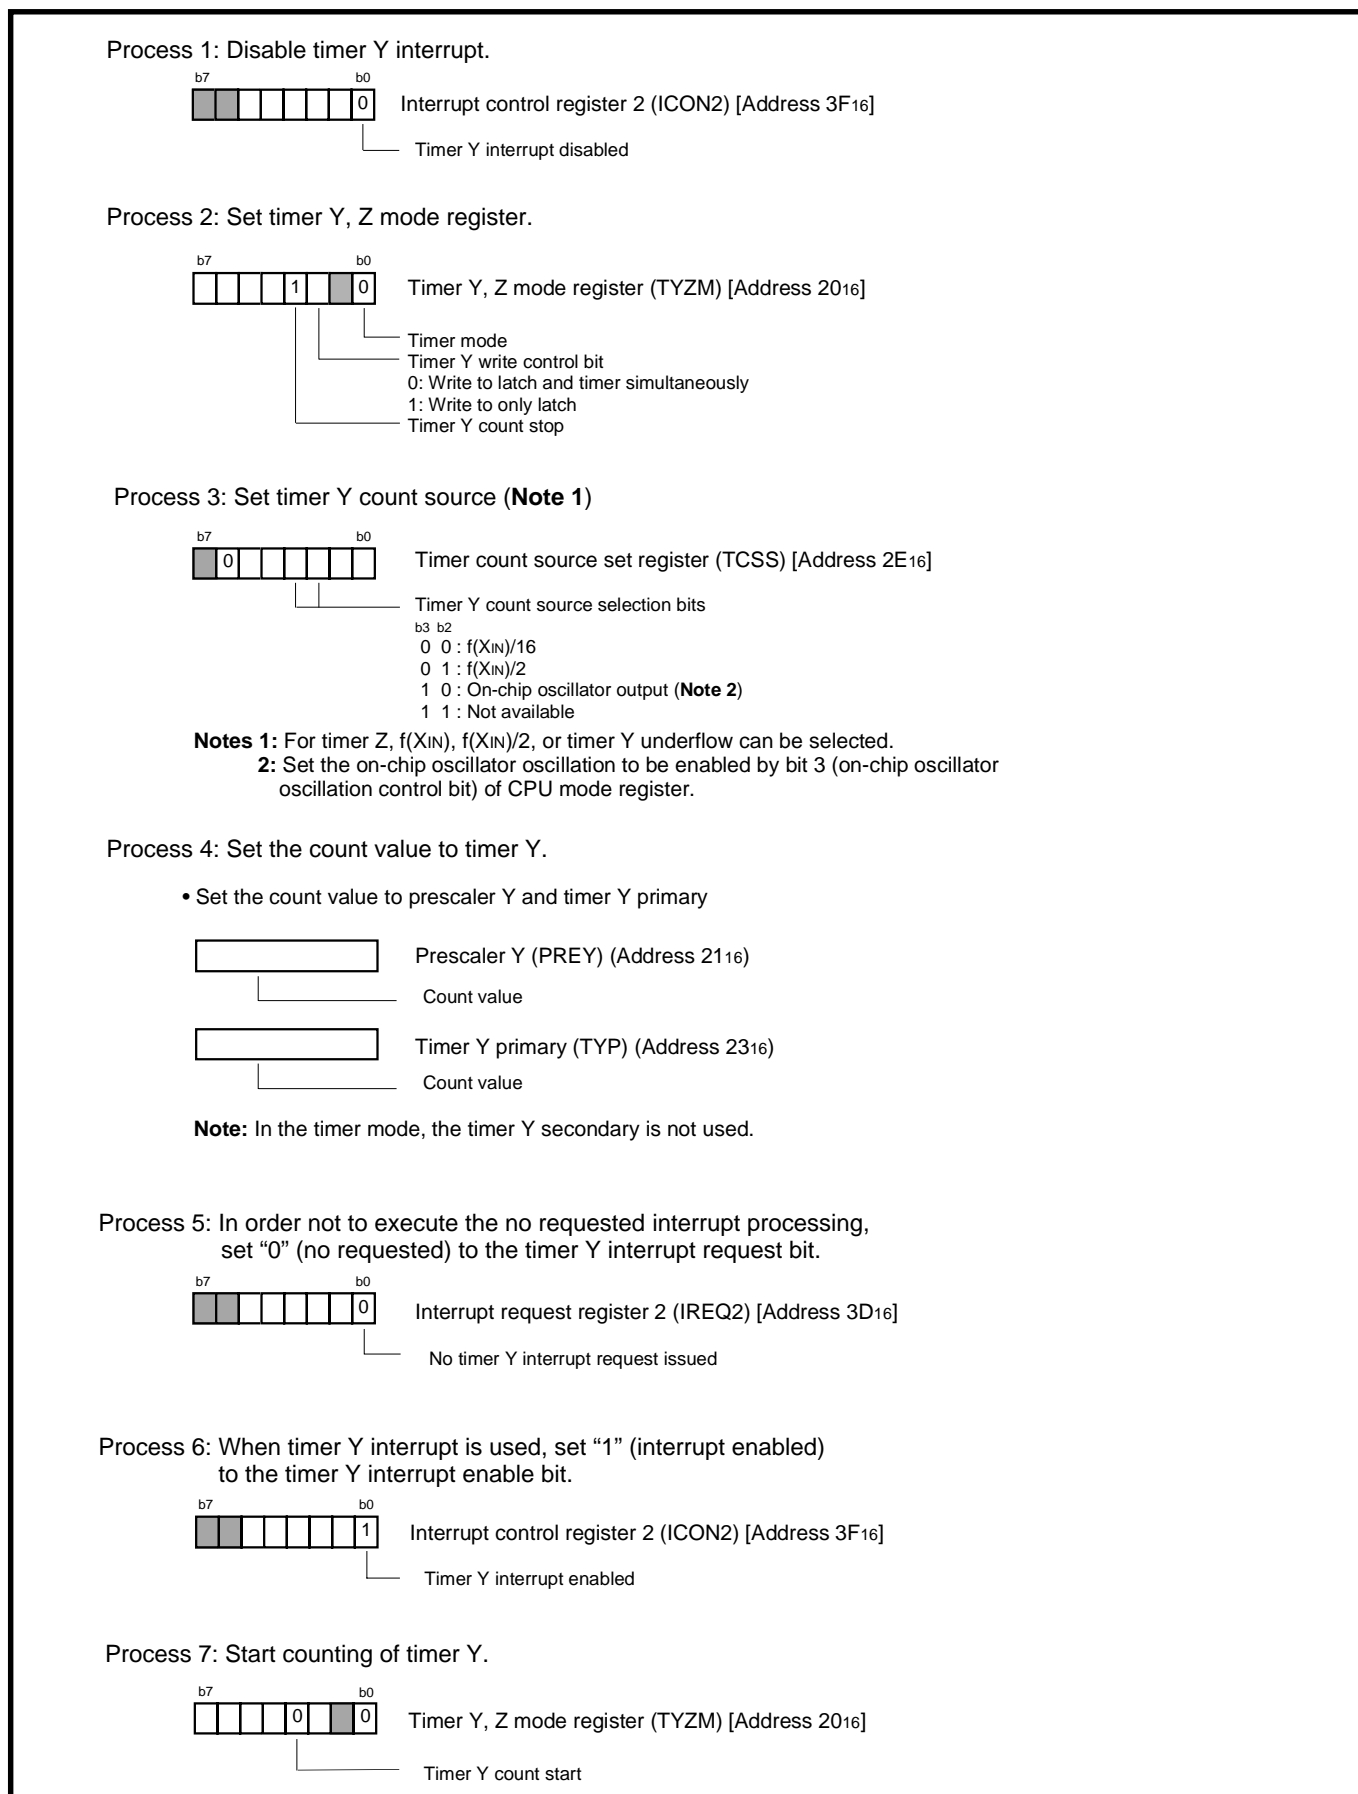 Process 1: Disable timer Y interrupt.
b7 b0
0 Interrupt control register 2 (ICON2) [Address 3F16]
Timer Y interrupt disabled
Process 2: Set timer Y, Z mode register.
b7 b0
1 0 Timer Y, Z mode register (TYZM) [Address 2016]
Timer mode
Timer Y write control bit
0: Write to latch and timer simultaneously
1: Write to only latch
Timer Y count stop
Process 3: Set timer Y count source (Note 1)
b7 b0
0 Timer count source set register (TCSS) [Address 2E16]
Timer Y count source selection bits
b3 b2
0 0 : f(XIN)/16
0 1 : f(XIN)/2
1 0 : On-chip oscillator output (Note 2)
1 1 : Not available
Notes 1: For timer Z, f(XIN), f(XIN)/2, or timer Y underflow can be selected.
2: Set the on-chip oscillator oscillation to be enabled by bit 3 (on-chip oscillator
oscillation control bit) of CPU mode register.
Process 4: Set the count value to timer Y.
• Set the count value to prescaler Y and timer Y primary
Prescaler Y (PREY) (Address 2116)
Count value
Timer Y primary (TYP) (Address 2316)
Count value
Note: In the timer mode, the timer Y secondary is not used.
Process 5: In order not to execute the no requested interrupt processing,
set “0” (no requested) to the timer Y interrupt request bit.
b7 b0
0 Interrupt request register 2 (IREQ2) [Address 3D16]
No timer Y interrupt request issued
Process 6: When timer Y interrupt is used, set “1” (interrupt enabled)
to the timer Y interrupt enable bit.
b7 b0
1 Interrupt control register 2 (ICON2) [Address 3F16]
Timer Y interrupt enabled
Process 7: Start counting of timer Y.
b7 b0
0 0 Timer Y, Z mode register (TYZM) [Address 2016]
Timer Y count start